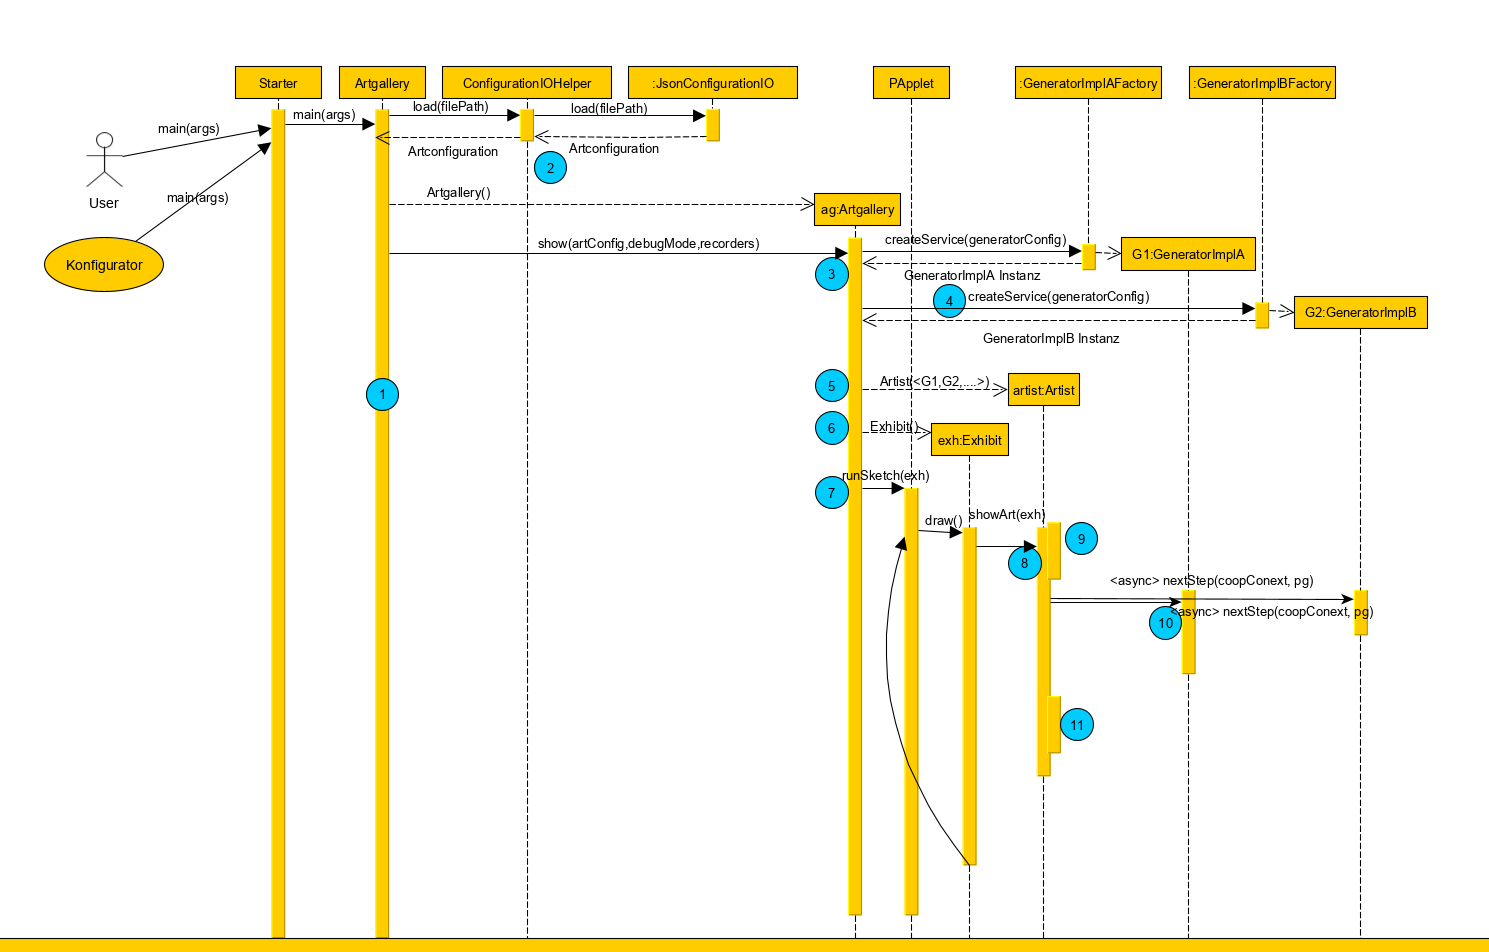 Starter
Artgallery
ConfigurationIOHelper
:JsonConfigurationIO
PApplet
:GeneratorImplAFactory
:GeneratorImplBFactory
main(args)
load(filePath)
load(filePath)
main(args)
Artconfiguration
Artconfiguration
2
User
main(args)
Artgallery()
ag:Artgallery
Konfigurator
show(artConfig,debugMode,recorders)
createService(generatorConfig)
G1:GeneratorImplA
3
GeneratorImplA Instanz
4
createService(generatorConfig)
G2:GeneratorImplB
GeneratorImplB Instanz
1
5
Artist(<G1,G2,....>)
artist:Artist
6
Exhibit()
exh:Exhibit
runSketch(exh)
7
draw()
showArt(exh)
9
8
<async> nextStep(coopConext, pg)
<async> nextStep(coopConext, pg)
10
11